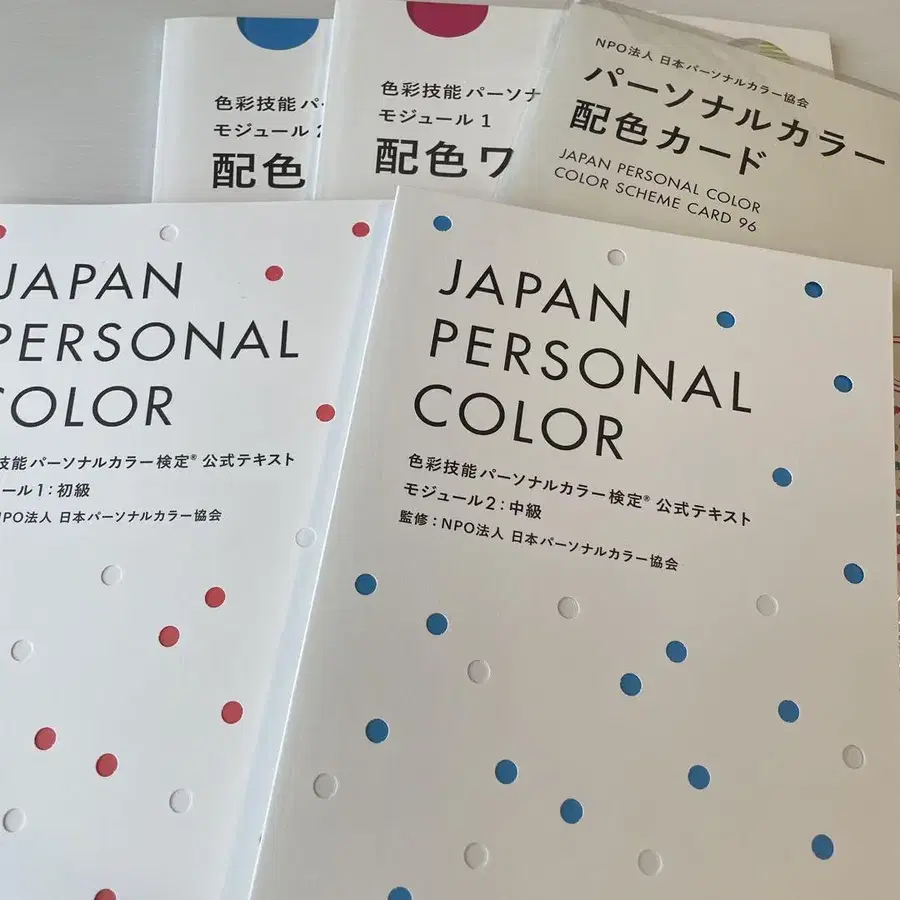 色彩技能パー
モジュール
配色
色彩技能パーソナ
モジュール 1
配色ワ
NPO法人 日本パーソナルカラー協会
パーソナルカラー
配色カード
JAPAN PERSONAL COLOR
COLOR SCHEME CARD 96
JAPAN
PERSONAL
COLOR
技能パーソナルカラー検定® 公式テキスト
ール1：初級
NPO法人 日本パーソナルカラー協会
JAPAN
PERSONAL
COLOR
色彩技能パーソナルカラー検定® 公式テキスト
モジュール2：中級
監修：NPO法人 日本パーソナルカラー協会